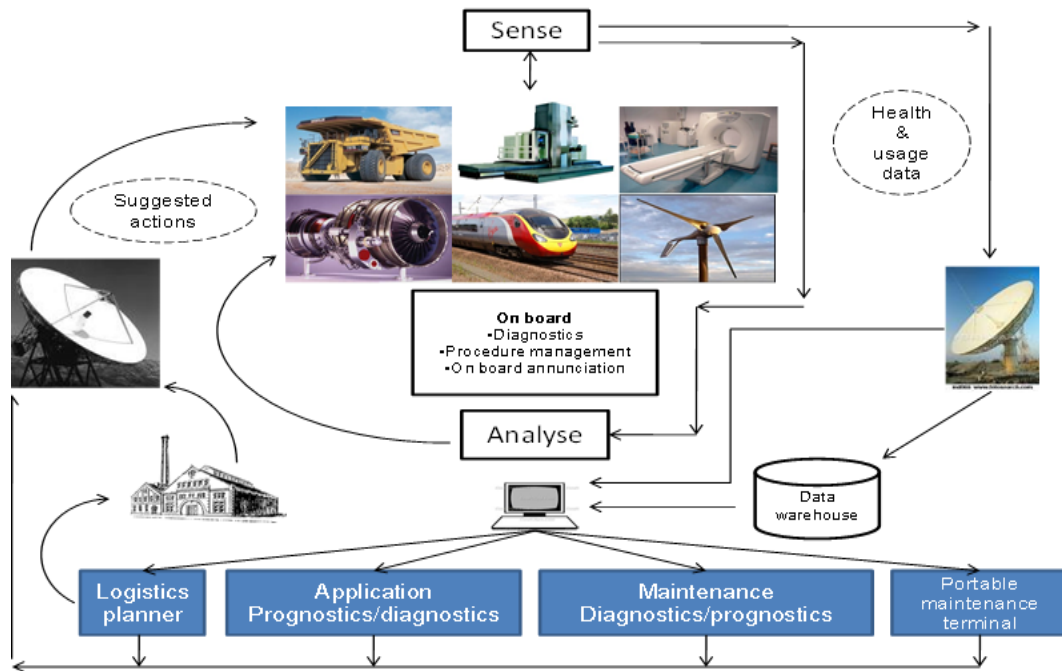 Sense
Health
&
usage
data
Suggested
actions
On board
•Diagnostics
•Procedure management
•On board annunciation
Analyse
Data
warehouse
Logistics
planner
Application
Prognostics/diagnostics
Maintenance
Diagnostics/prognostics
Portable
maintenance
terminal